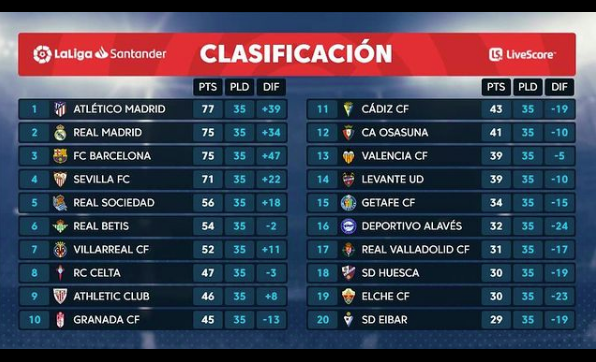 LaLiga Santander
CLASIFICACIÓN
LS LiveScore
PTS PLD DIF
1 ATLÉTICO MADRID 77 35 +39
2 REAL MADRID 75 35 +34
3 FC BARCELONA 75 35 +47
4 SEVILLA FC 71 35 +22
5 REAL SOCIEDAD 56 35 +18
6 REAL BETIS 54 35 -2
7 VILLARREAL CF 52 35 +11
8 RC CELTA 47 35 -3
9 ATHLETIC CLUB 46 35 +8
10 GRANADA CF 45 35 -13
PTS PLD DIF
11 CÁDIZ CF 43 35 -19
12 CA OSASUNA 41 35 -10
13 VALENCIA CF 39 35 -5
14 LEVANTE UD 39 35 -10
15 GETAFE CF 34 35 -15
16 DEPORTIVO ALAVÉS 32 35 -24
17 REAL VALLADOLID CF 31 35 -17
18 SD HUESCA 30 35 -19
19 ELCHE CF 30 35 -23
20 SD EIBAR 29 35 -19